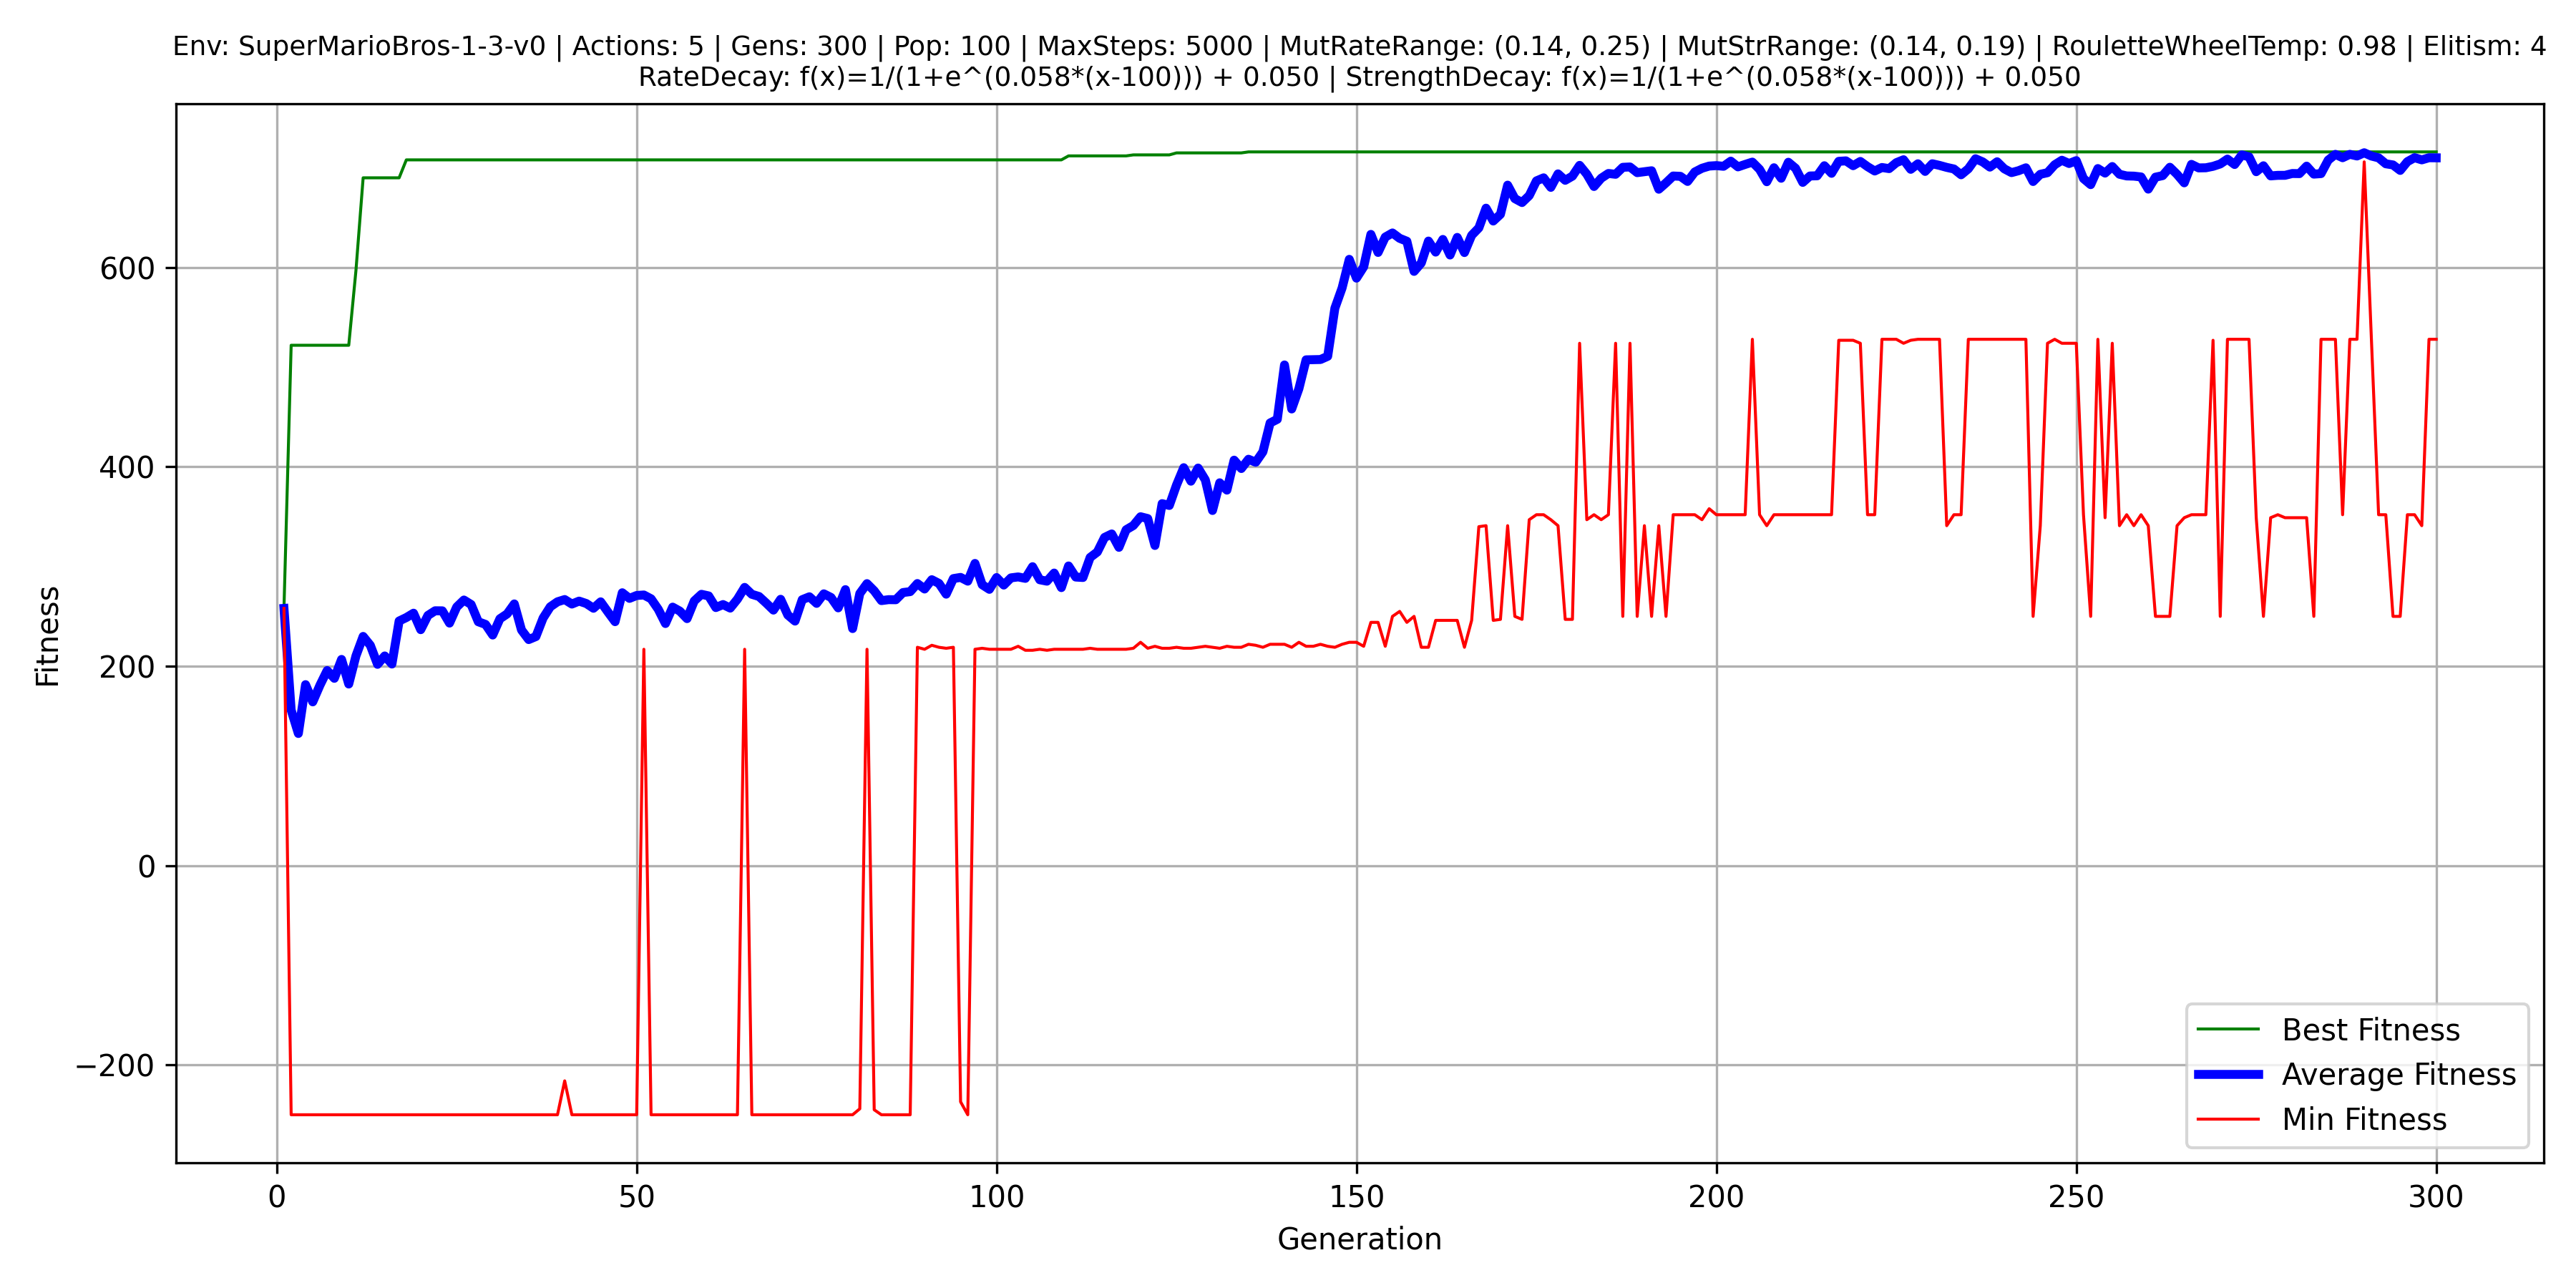 Env: SuperMarioBros-1-3-v0 | Actions: 5 | Gens: 300 | Pop: 100 | MaxSteps: 5000 | MutRateRange: (0.14, 0.25) | MutStrRange: (0.14, 0.19) | RouletteWheelTemp: 0.98 | Elitism: 4
RateDecay: f(x)=1/(1+e^(0.058*(x-100))) + 0.050 | StrengthDecay: f(x)=1/(1+e^(0.058*(x-100))) + 0.050
Fitness
600
400
200
0
−200
Best Fitness
Average Fitness
Min Fitness
0 50 100 150 200 250 300
Generation